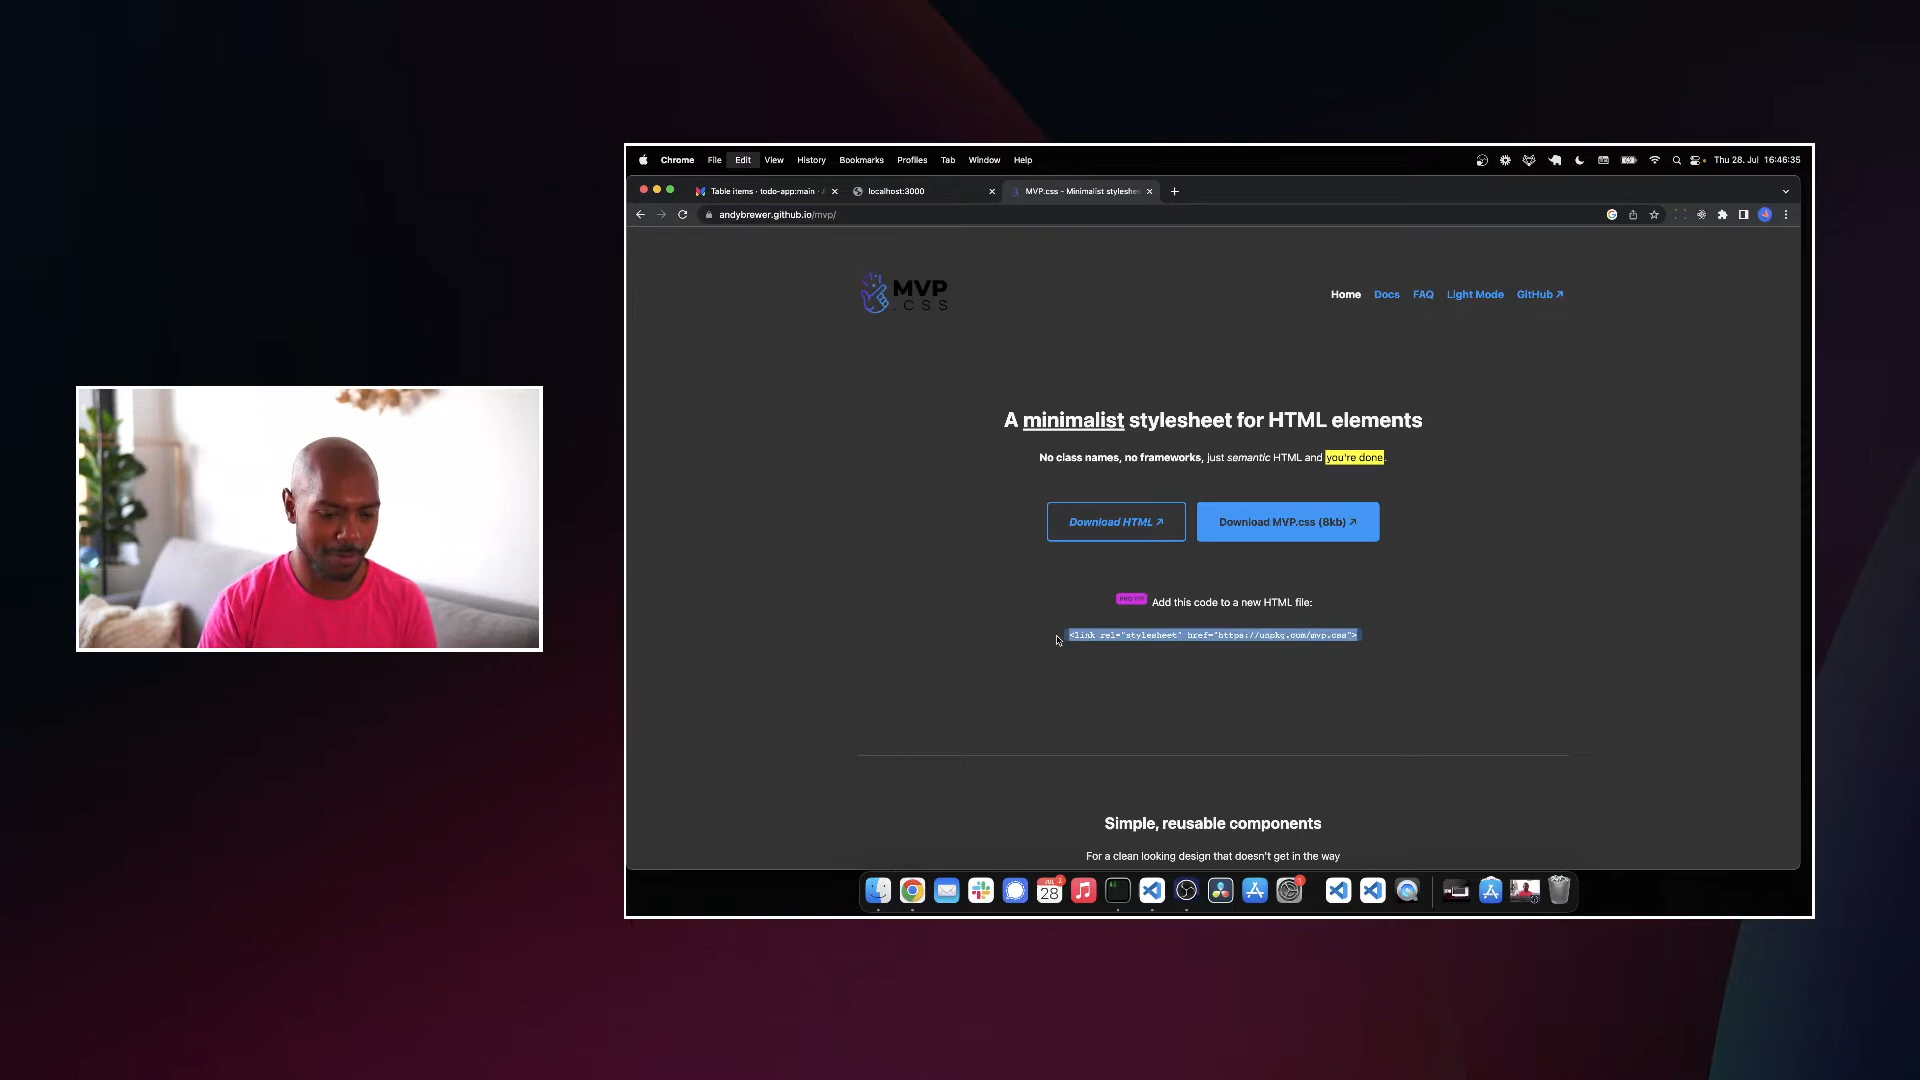 Chrome File Edit View History Bookmarks Profiles Tab Window Help
Thu 28. Jul 16:46:35
Table items · todo-app:main ·
localhost:3000
MVP.css - Minimalist styleshe
andybrewer.github.io/mvp/
MVP
.CSS
Home Docs FAQ Light Mode GitHub ↗
A minimalist stylesheet for HTML elements
No class names, no frameworks, just semantic HTML and you're done.
Download HTML ↗
Download MVP.css (8kb) ↗
Add this code to a new HTML file:
<link rel="stylesheet" href="https://unpkg.com/mvp.css">
Simple, reusable components
For a clean looking design that doesn't get in the way
JUL
28